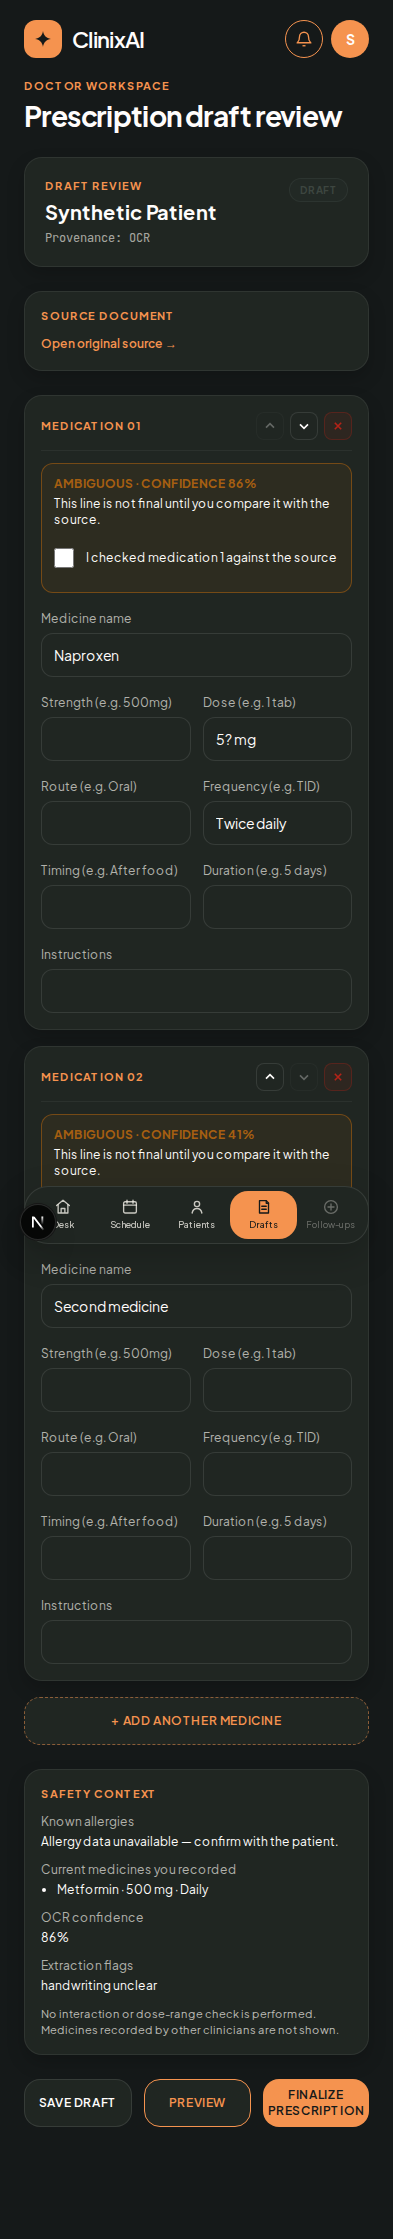 ClinixAI
S
DOCTOR WORKSPACE
Prescription draft review
DRAFT REVIEW
DRAFT
Synthetic Patient
Provenance: OCR
SOURCE DOCUMENT
Open original source →
MEDICATION 01
AMBIGUOUS · CONFIDENCE 86%
This line is not final until you compare it with the
source.
I checked medication 1 against the source
Medicine name
Naproxen
Strength (e.g. 500mg)
Dose (e.g. 1 tab)
5? mg
Route (e.g. Oral)
Frequency (e.g. TID)
Twice daily
Timing (e.g. After food)
Duration (e.g. 5 days)
Instructions
MEDICATION 02
AMBIGUOUS · CONFIDENCE 41%
This line is not final until you compare it with the
source.
N
Desk
Schedule
Patients
Drafts
Follow-ups
Medicine name
Second medicine
Strength (e.g. 500mg)
Dose (e.g. 1 tab)
Route (e.g. Oral)
Frequency (e.g. TID)
Timing (e.g. After food)
Duration (e.g. 5 days)
Instructions
+ ADD ANOTHER MEDICINE
SAFETY CONTEXT
Known allergies
Allergy data unavailable — confirm with the patient.
Current medicines you recorded
• Metformin · 500 mg · Daily
OCR confidence
86%
Extraction flags
handwriting unclear
No interaction or dose-range check is performed.
Medicines recorded by other clinicians are not shown.
SAVE DRAFT
PREVIEW
FINALIZE
PRESCRIPTION